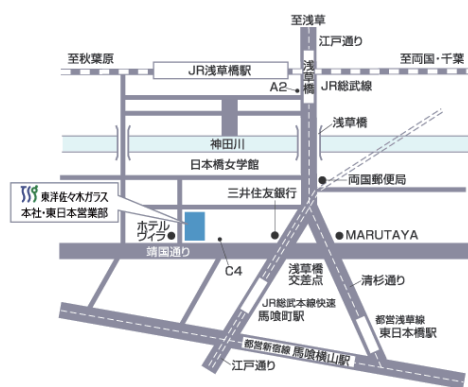 至浅草
江戸通り
至秋葉原
JR浅草橋駅
浅草橋
至両国・千葉
A2
JR総武線
浅草橋
神田川
日本橋女学館
両国郵便局
東洋佐々木ガラス
本社・東日本営業部
三井住友銀行
ホテル
ヴィラ
MARUTAYA
靖国通り
C4
浅草橋
交差点
清杉通り
JR総武本線快速
馬喰町駅
都営浅草線
東日本橋駅
都営新宿線 馬喰横山駅
江戸通り